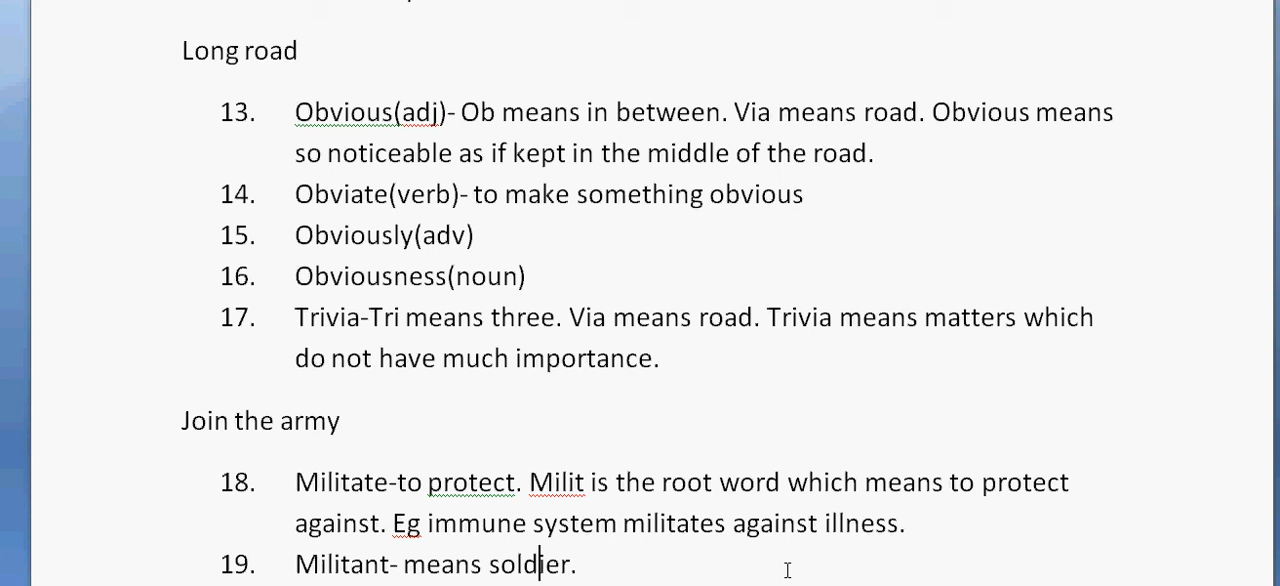 Long road
13. Obvious(adj)- Ob means in between. Via means road. Obvious means
so noticeable as if kept in the middle of the road.
14. Obviate(verb)- to make something obvious
15. Obviously(adv)
16. Obviousness(noun)
17. Trivia-Tri means three. Via means road. Trivia means matters which
do not have much importance.
Join the army
18. Militate-to protect. Milit is the root word which means to protect
against. Eg immune system militates against illness.
19. Militant- means soldier.